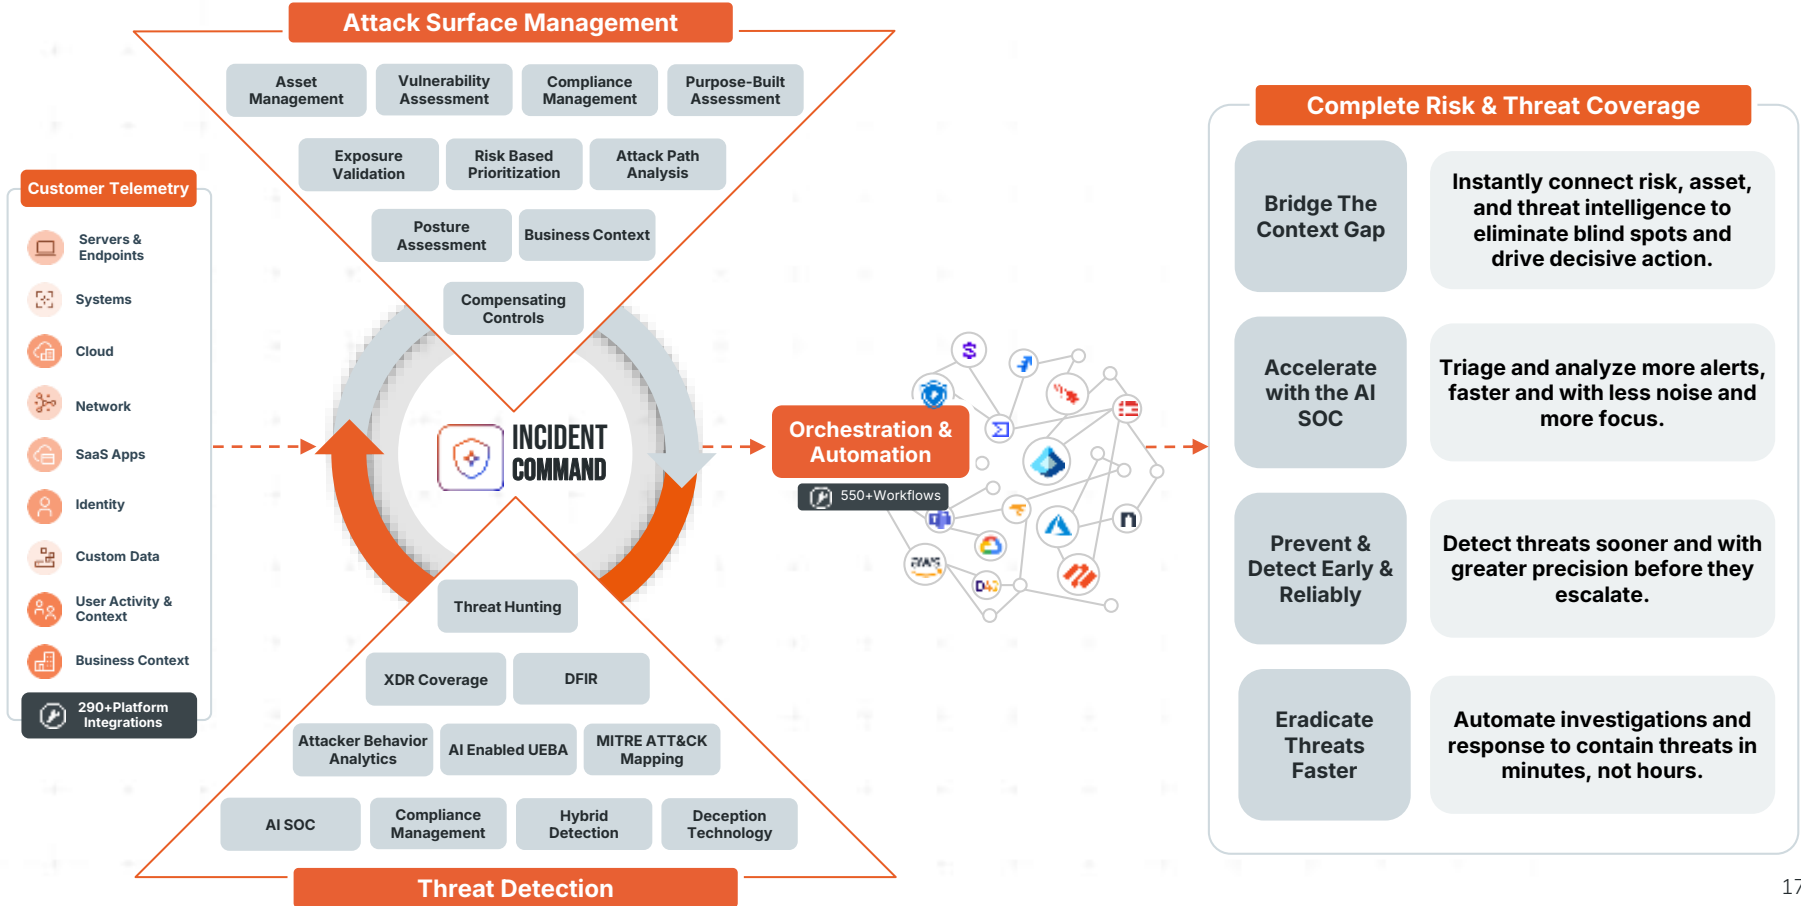 Attack Surface Management
Asset
Management
Vulnerability
Assessment
Compliance
Management
Purpose-Built
Assessment
Exposure
Validation
Risk Based
Prioritization
Attack Path
Analysis
Posture
Assessment
Business Context
Compensating
Controls
Customer Telemetry
Servers &
Endpoints
Systems
Cloud
Network
SaaS Apps
Identity
Custom Data
User Activity &
Context
Business Context
290+Platform
Integrations
INCIDENT
COMMAND
Threat Hunting
XDR Coverage
DFIR
Attacker Behavior
Analytics
AI Enabled UEBA
MITRE ATT&CK
Mapping
AI SOC
Compliance
Management
Hybrid
Detection
Deception
Technology
Threat Detection
Orchestration &
Automation
550+Workflows
aws
Complete Risk & Threat Coverage
Bridge The
Context Gap
Instantly connect risk, asset,
and threat intelligence to
eliminate blind spots and
drive decisive action.
Accelerate
with the AI
SOC
Triage and analyze more alerts,
faster and with less noise and
more focus.
Prevent &
Detect Early &
Reliably
Detect threats sooner and with
greater precision before they
escalate.
Eradicate
Threats
Faster
Automate investigations and
response to contain threats in
minutes, not hours.
17